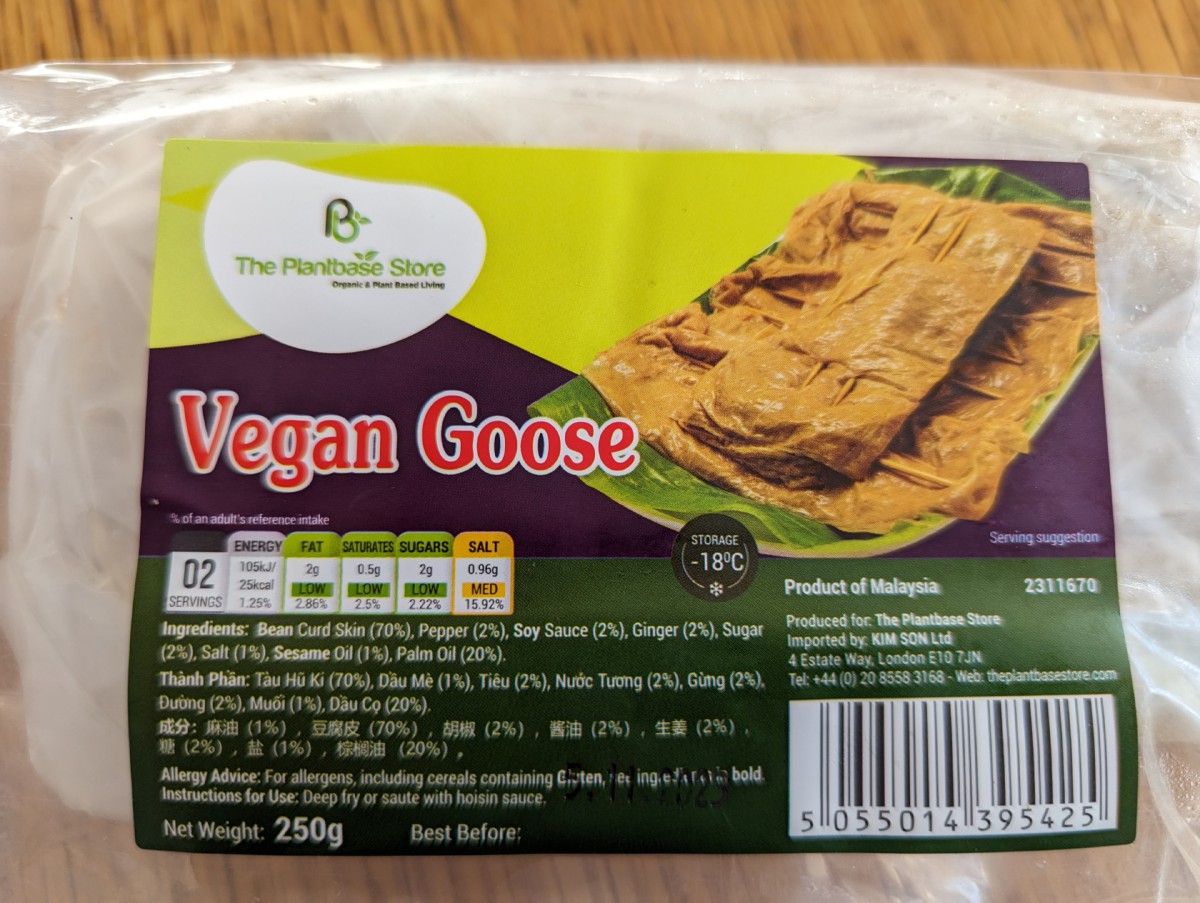 The Plantbase Store
Organic & Plant Based Living
Vegan Goose
% of an adult's reference intake
02
SERVINGS
ENERGY FAT SATURATES SUGARS SALT
105kJ/ 2g 0.5g 2g 0.96g
25kcal LOW LOW LOW MED
1.25% 2.86% 2.5% 2.22% 15.92%
STORAGE
-18ºC
Serving suggestion
Ingredients: Bean Curd Skin (70%), Pepper (2%), Soy Sauce (2%), Ginger (2%), Sugar
(2%), Salt (1%), Sesame Oil (1%), Palm Oil (20%).
Thành Phần: Tàu Hũ Ki (70%), Dầu Mè (1%), Tiêu (2%), Nước Tương (2%), Gừng (2%),
Đường (2%), Muối (1%), Dầu Cọ (20%).
成分：麻油（1%）, 豆腐皮（70%）, 胡椒（2%）, 酱油（2%）, 生姜（2%）,
糖（2%）, 盐（1%）, 棕榈油（20%）,
Allergy Advice: For allergens, including cereals containing Gluten, see ingredients in bold.
Instructions for Use: Deep fry or saute with hoisin sauce.
5.11.2025
Net Weight: 250g
Best Before:
Product of Malaysia
2311670
Produced for: The Plantbase Store
Imported by: KIM SON Ltd
4 Estate Way, London E10 7JN
Tel: +44 (0) 20 8558 3168 - Web: theplantbasestore.com
5 055014 395425